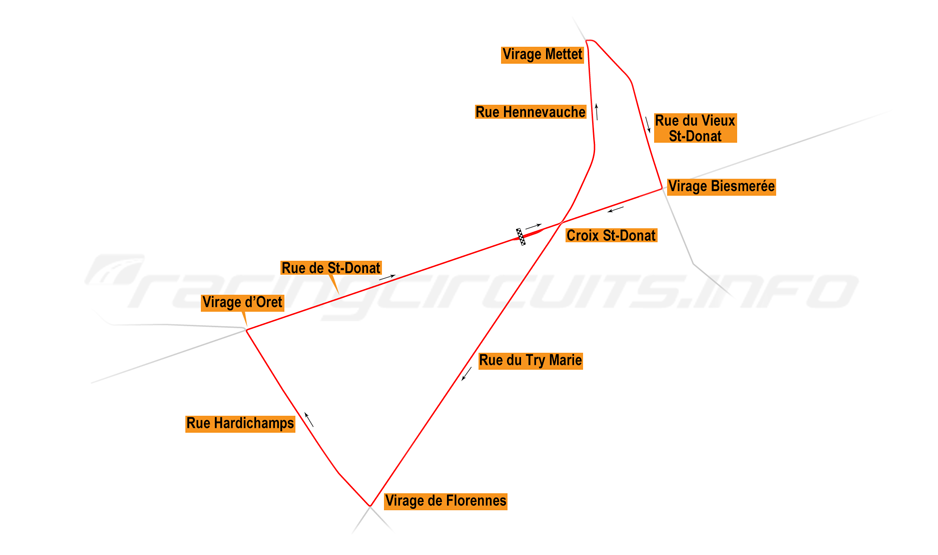 Virage Mettet
Rue Hennevauche
Rue du Vieux
St-Donat
Virage Biesmerée
Croix St-Donat
Rue de St-Donat
racingcircuits.info
Virage d'Oret
Rue du Try Marie
Rue Hardichamps
Virage de Florennes